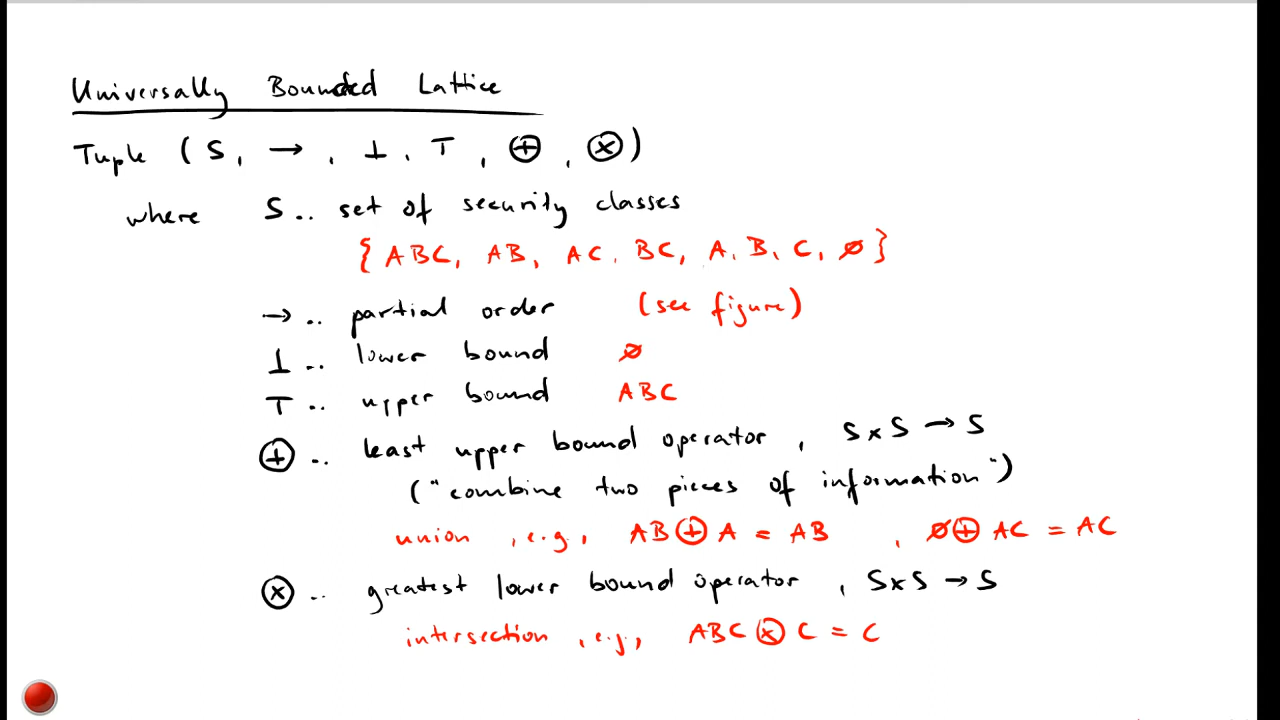 Universally Bounded Lattice
Tuple ( S, → , ⊥ , T , ⊕ , ⊗ )
where S .. set of security classes
{ ABC, AB, AC, BC, A, B, C, ∅ }
→ .. partial order (see figure)
⊥ .. lower bound ∅
T .. upper bound ABC
⊕ .. least upper bound operator , S x S → S
("combine two pieces of information")
union , e.g., AB ⊕ A = AB , ∅ ⊕ AC = AC
⊗ .. greatest lower bound operator , S x S → S
intersection , e.g., ABC ⊗ C = C